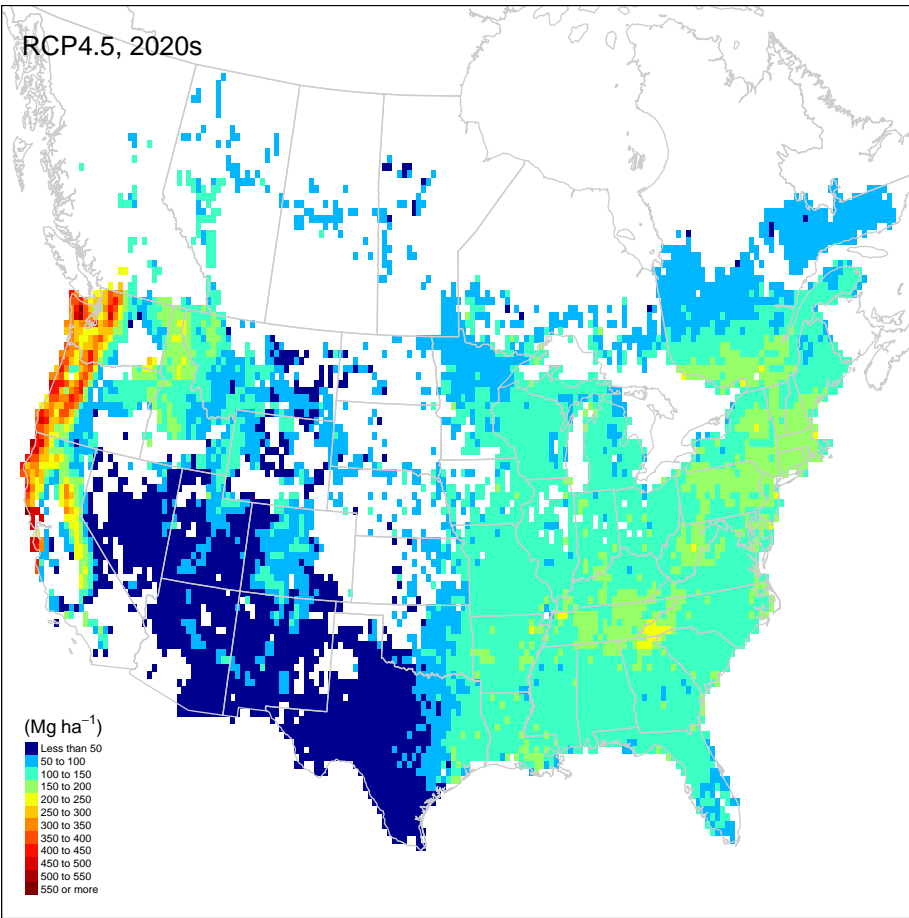 RCP4.5, 2020s
(Mg ha⁻¹)
Less than 50
50 to 100
100 to 150
150 to 200
200 to 250
250 to 300
300 to 350
350 to 400
400 to 450
450 to 500
500 to 550
550 or more